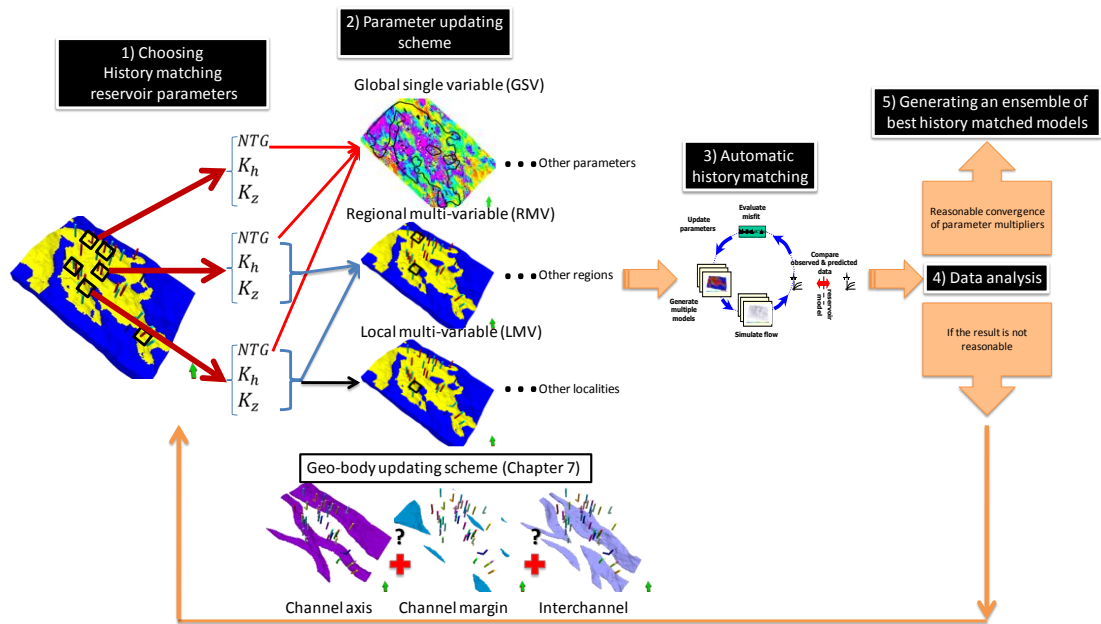 1) Choosing
History matching
reservoir parameters
2) Parameter updating
scheme
Global single variable (GSV)
NTG
K_h
K_z
Other parameters
Regional multi-variable (RMV)
NTG
K_h
K_z
Other regions
Local multi-variable (LMV)
NTG
K_h
K_z
Other localities
3) Automatic
history matching
Evaluate
misfit
Update
parameters
Compare
observed & predicted
data
reservoir
model
Generate
multiple
models
Simulate flow
5) Generating an ensemble of
best history matched models
Reasonable convergence
of parameter multipliers
4) Data analysis
If the result is not
reasonable
Geo-body updating scheme (Chapter 7)
?
?
Channel axis
Channel margin
Interchannel